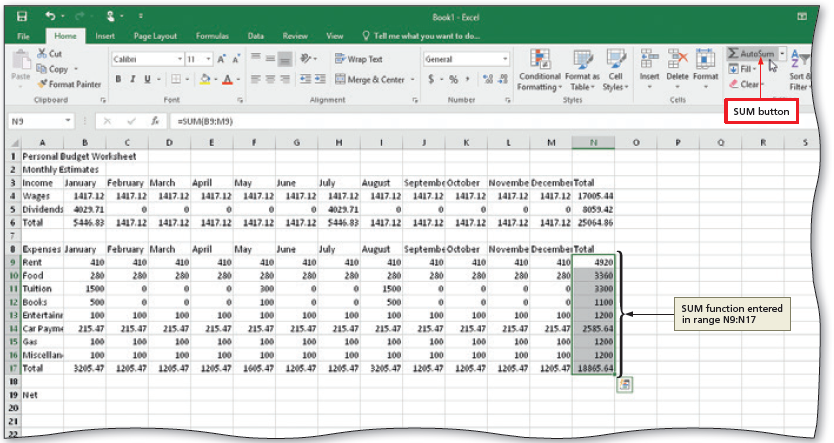 Book1 - Excel
File Home Insert Page Layout Formulas Data Review View Tell me what you want to do...
Cut
Copy
Format Painter
Paste
Clipboard
Calibri 11 A A
B I U A
Font
Wrap Text
Merge & Center
Alignment
General
$ % ,
Number
Conditional Formatting
Format as Table
Cell Styles
Styles
Insert Delete Format
Cells
AutoSum
Fill
Clear
Sort &
Filter
SUM button
N9 fx =SUM(B9:M9)
A B C D E F G H I J K L M N O P Q R S
1 Personal Budget Worksheet
2 Monthly Estimates
3 Income January February March April May June July August Septembe October Novembe December Total
4 Wages 1417.12 1417.12 1417.12 1417.12 1417.12 1417.12 1417.12 1417.12 1417.12 1417.12 1417.12 1417.12 17005.44
5 Dividends 4029.71 0 0 0 0 0 4029.71 0 0 0 0 0 8059.42
6 Total 5446.83 1417.12 1417.12 1417.12 1417.12 1417.12 5446.83 1417.12 1417.12 1417.12 1417.12 1417.12 25064.86
7
8 Expenses January February March April May June July August Septembe October Novembe December Total
9 Rent 410 410 410 410 410 410 410 410 410 410 410 410 4920
10 Food 280 280 280 280 280 280 280 280 280 280 280 280 3360
11 Tuition 1500 0 0 0 300 0 0 1500 0 0 0 0 3300
12 Books 500 0 0 0 100 0 0 500 0 0 0 0 1100
13 Entertainr 100 100 100 100 100 100 100 100 100 100 100 100 1200
14 Car Payme 215.47 215.47 215.47 215.47 215.47 215.47 215.47 215.47 215.47 215.47 215.47 215.47 2585.64
15 Gas 100 100 100 100 100 100 100 100 100 100 100 100 1200
16 Miscellan 100 100 100 100 100 100 100 100 100 100 100 100 1200
17 Total 3205.47 1205.47 1205.47 1205.47 1605.47 1205.47 1205.47 3205.47 1205.47 1205.47 1205.47 1205.47 18865.64
SUM function entered
in range N9:N17
18
19 Net
20
21
22